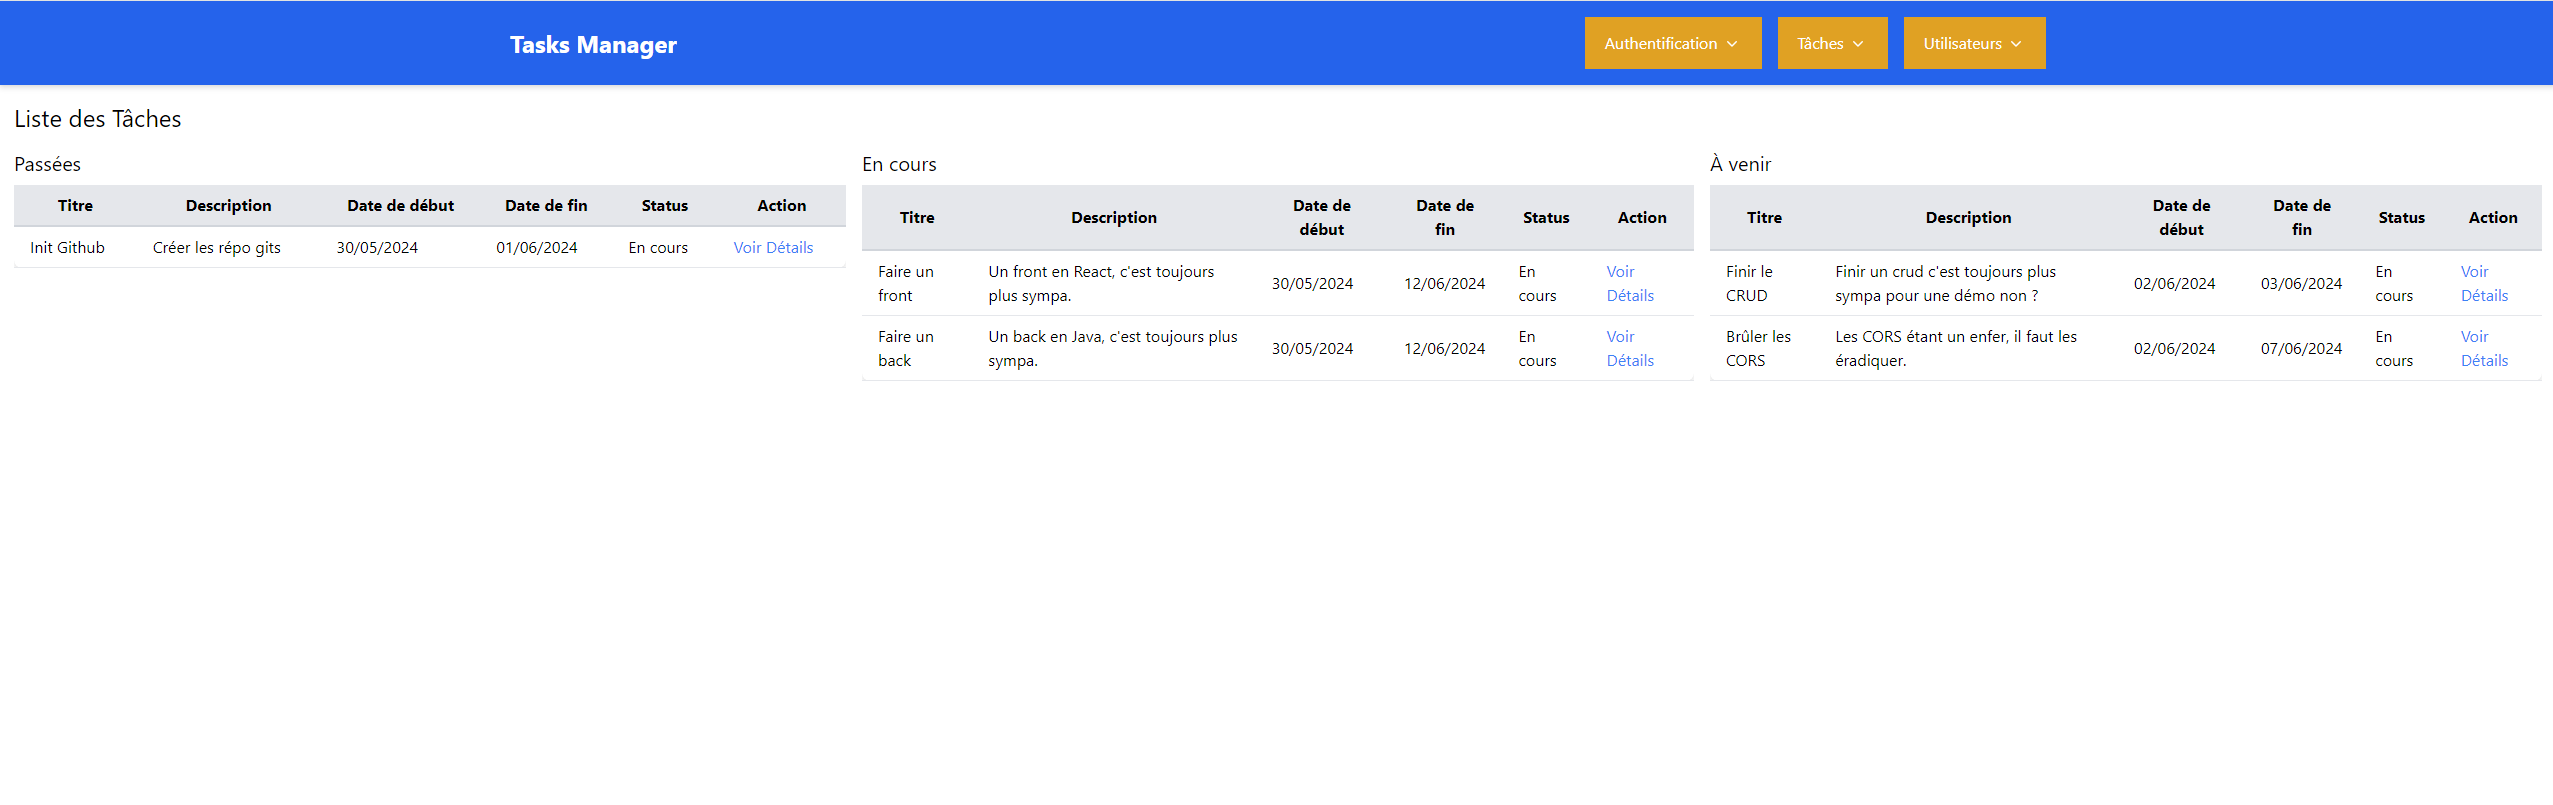 Tasks Manager
Authentification
Tâches
Utilisateurs
Liste des Tâches
Passées
Titre Description Date de début Date de fin Status Action
Init Github Créer les répo gits 30/05/2024 01/06/2024 En cours Voir Détails
En cours
Titre Description Date de début Date de fin Status Action
Faire un front Un front en React, c'est toujours plus sympa. 30/05/2024 12/06/2024 En cours Voir Détails
Faire un back Un back en Java, c'est toujours plus sympa. 30/05/2024 12/06/2024 En cours Voir Détails
À venir
Titre Description Date de début Date de fin Status Action
Finir le CRUD Finir un crud c'est toujours plus sympa pour une démo non ? 02/06/2024 03/06/2024 En cours Voir Détails
Brûler les CORS Les CORS étant un enfer, il faut les éradiquer. 02/06/2024 07/06/2024 En cours Voir Détails